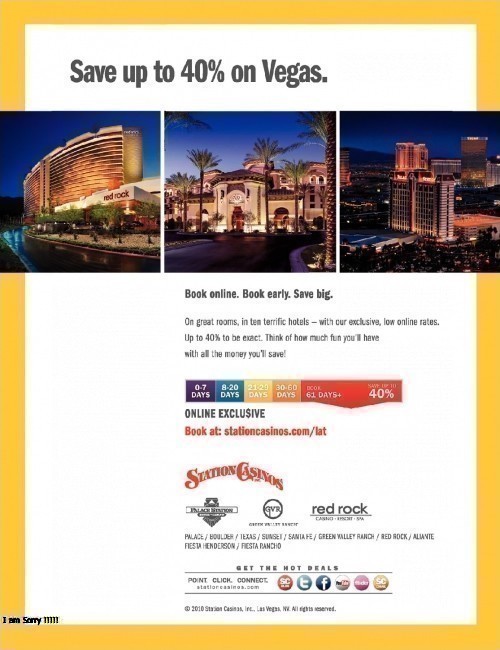 Save up to 40% on Vegas.
red rock
Book online. Book early. Save big.
On great rooms, in ten terrific hotels — with our exclusive, low online rates.
Up to 40% to be exact. Think of how much fun you'll have
with all the money you'll save!
0-7 DAYS 8-20 DAYS 21-29 DAYS 30-60 DAYS BOOK 61 DAYS+ SAVE UP TO 40%
ONLINE EXCLU$IVE
Book at: stationcasinos.com/lat
STATION CASINOS
PALACE STATION GVR red rock
GREEN VALLEY RANCH CASINO · RESORT · SPA
PALACE / BOULDER / TEXAS / SUNSET / SANTA FE / GREEN VALLEY RANCH / RED ROCK / ALIANTE
FIESTA HENDERSON / FIESTA RANCHO
GET THE HOT DEALS
POINT. CLICK. CONNECT.
stationcasinos.com
© 2010 Station Casinos, Inc., Las Vegas, NV. All rights reserved.
I am Sorry !!!!!